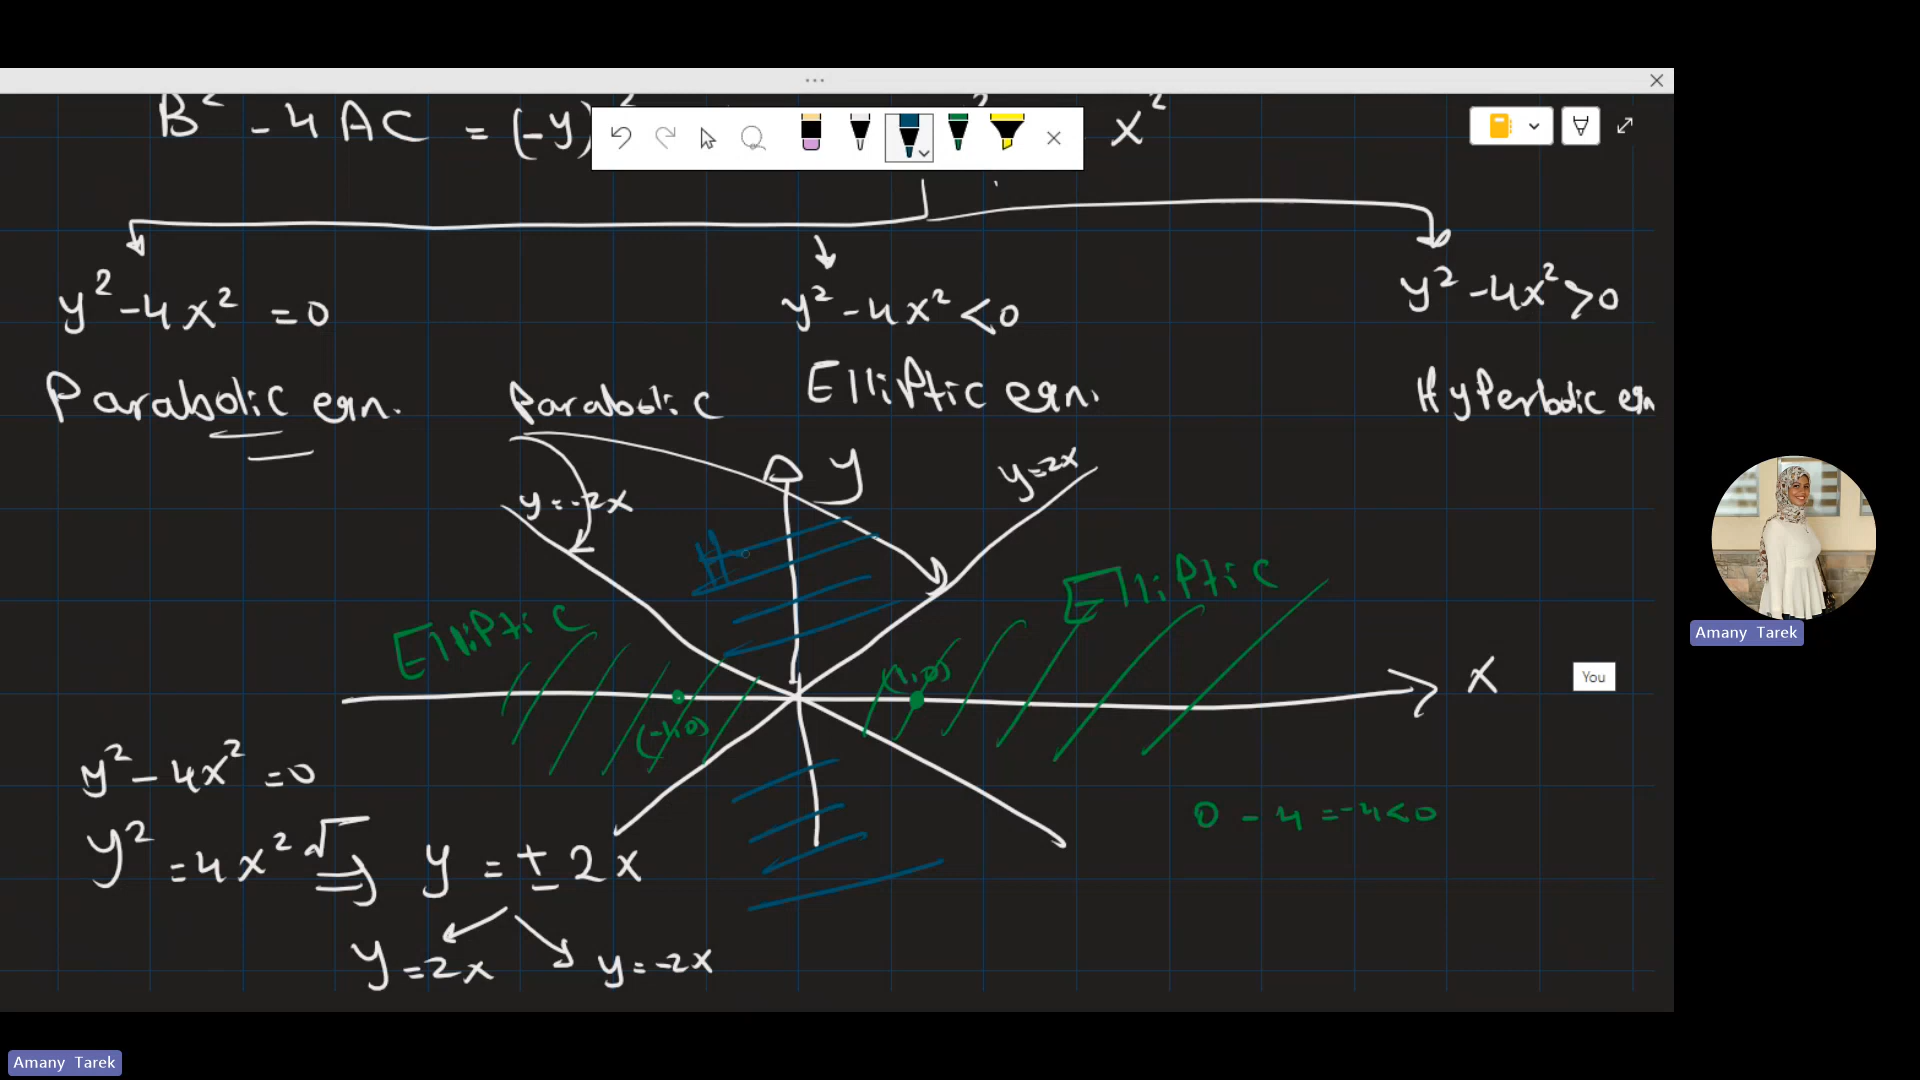 B² - 4AC = (-y) x²
y² - 4x² = 0
y² - 4x² < 0
y² - 4x² > 0
Parabolic eqn.
Parabolic
Elliptic eqn.
Hyperbolic eqn
y = -2x
y
y = 2x
H
Elliptic
Elliptic
(1,0)
(-1,0)
x
You
Amany Tarek
y² - 4x² = 0
0 - 4 = -4 < 0
y² = 4x² √ ⇒ y = ± 2x
y = 2x
y = -2x
Amany Tarek